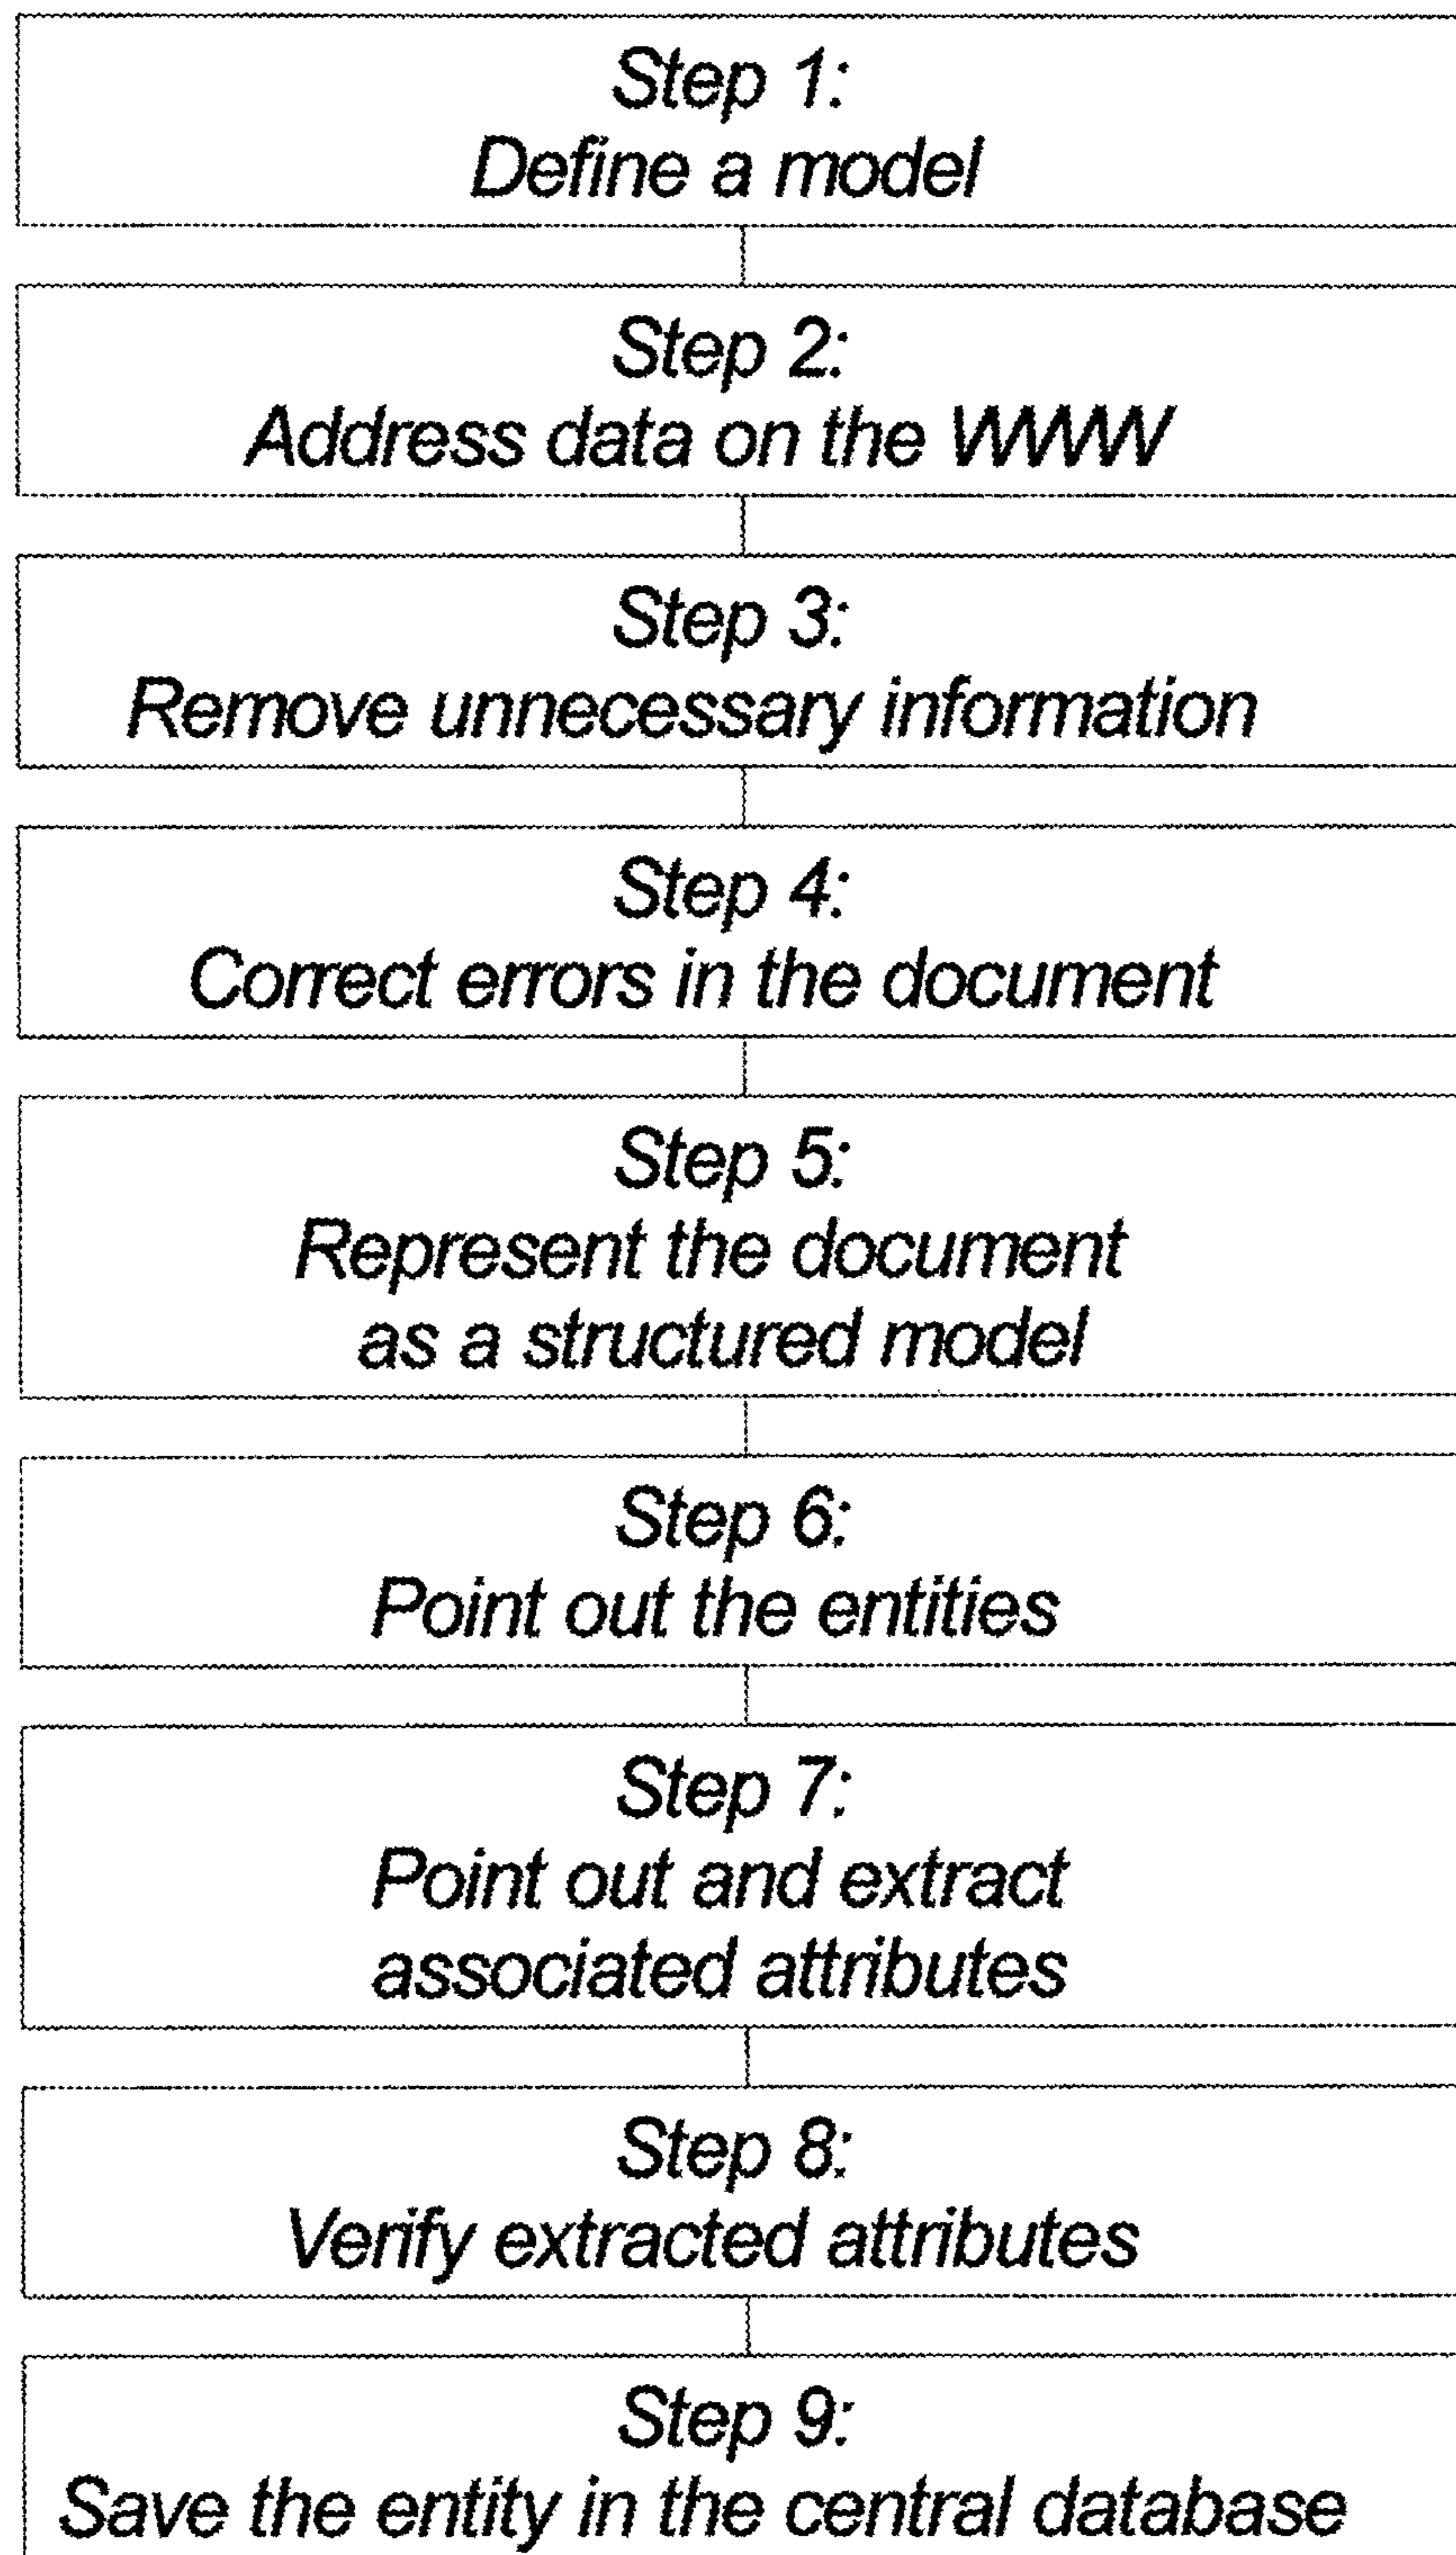 Step 1:
Define a model
Step 2:
Address data on the WWW
Step 3:
Remove unnecessary information
Step 4:
Correct errors in the document
Step 5:
Represent the document
as a structured model
Step 6:
Point out the entities
Step 7:
Point out and extract
associated attributes
Step 8:
Verify extracted attributes
Step 9:
Save the entity in the central database